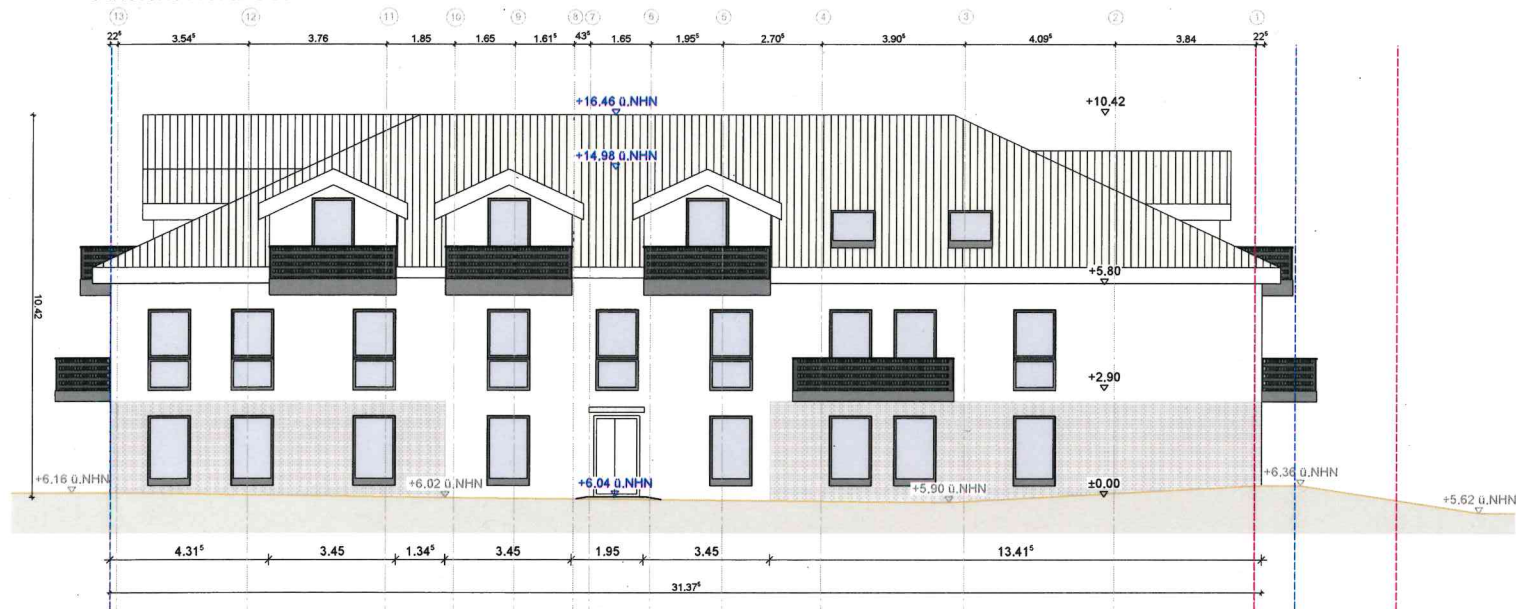 13 12 11 10 9 8 7 6 5 4 3 2 1
22⁵ 3.54⁵ 3.76 1.85 1.65 1.61⁵ 43⁵ 1.65 1.95⁵ 2.70⁵ 3.90⁵ 4.09⁵ 3.84 22⁵
+16.46 ü.NHN
+10.42
+14.98 ü.NHN
+5.80
10.42
+2.90
+6.16 ü.NHN
+6.02 ü.NHN
+6.04 ü.NHN
+5.90 ü.NHN
±0.00
+6.36 ü.NHN
+5.62 ü.NHN
4.31⁵ 3.45 1.34⁵ 3.45 1.95 3.45 13.41⁵
31.37⁵